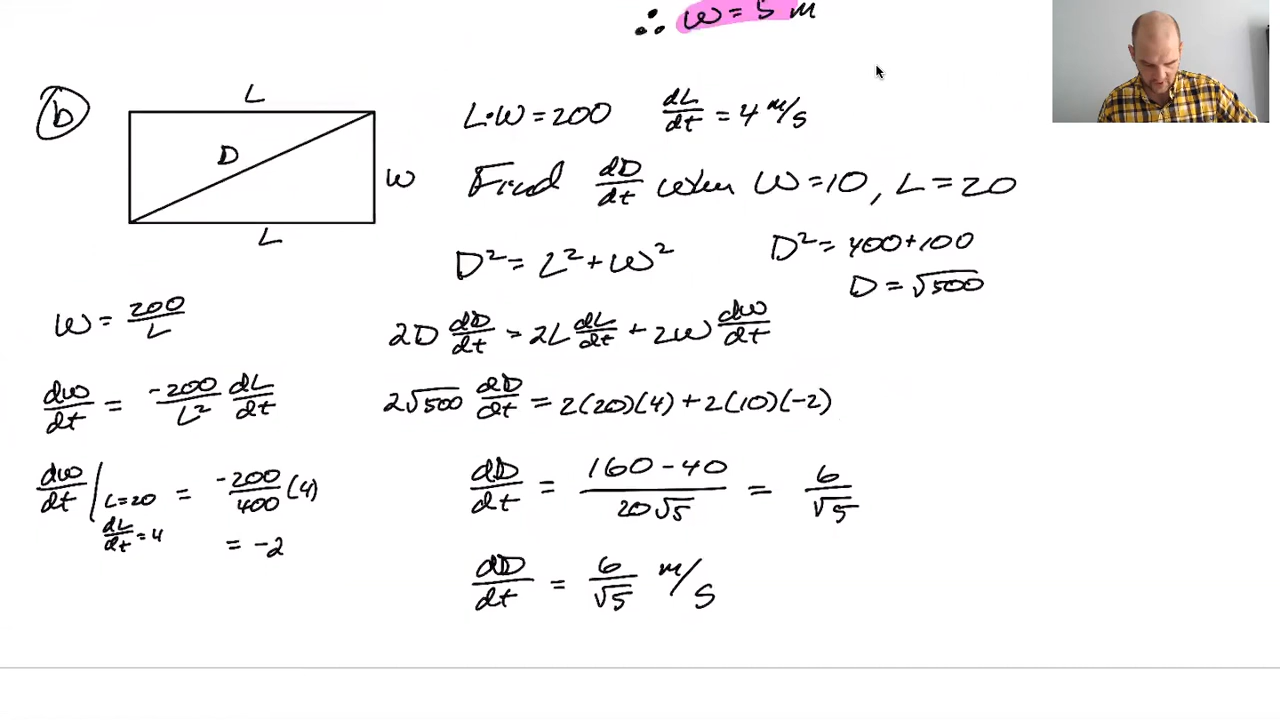 ∴ W = 5 m
b
L
D
W
L
L·W = 200   dL/dt = 4 m/s
Find dD/dt when W = 10, L = 20
D² = L² + W²
D² = 400 + 100
D = √500
2D dD/dt = 2L dL/dt + 2W dW/dt
2√500 dD/dt = 2(20)(4) + 2(10)(-2)
dD/dt = (160 - 40)/(20√5) = 6/√5
dD/dt = 6/√5 m/s
W = 200/L
dW/dt = -200/L² dL/dt
dW/dt | L=20 = -200/400 (4)
dL/dt = 4
= -2